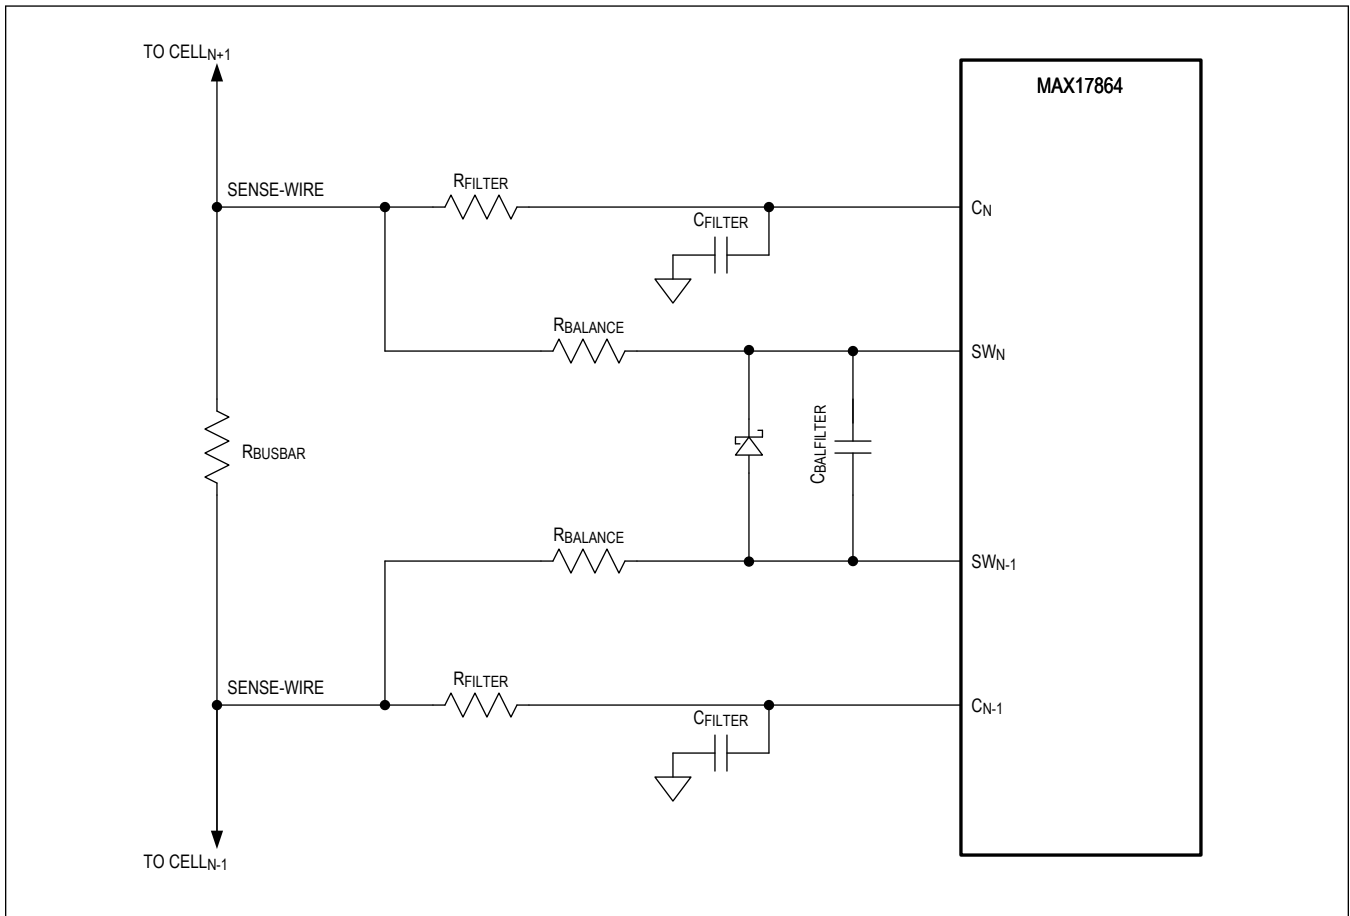 TO CELLN+1
MAX17864
SENSE-WIRE
RFILTER
CFILTER
CN
RBALANCE
SWN
RBUSBAR
CBALFILTER
RBALANCE
SWN-1
SENSE-WIRE
RFILTER
CFILTER
CN-1
TO CELLN-1